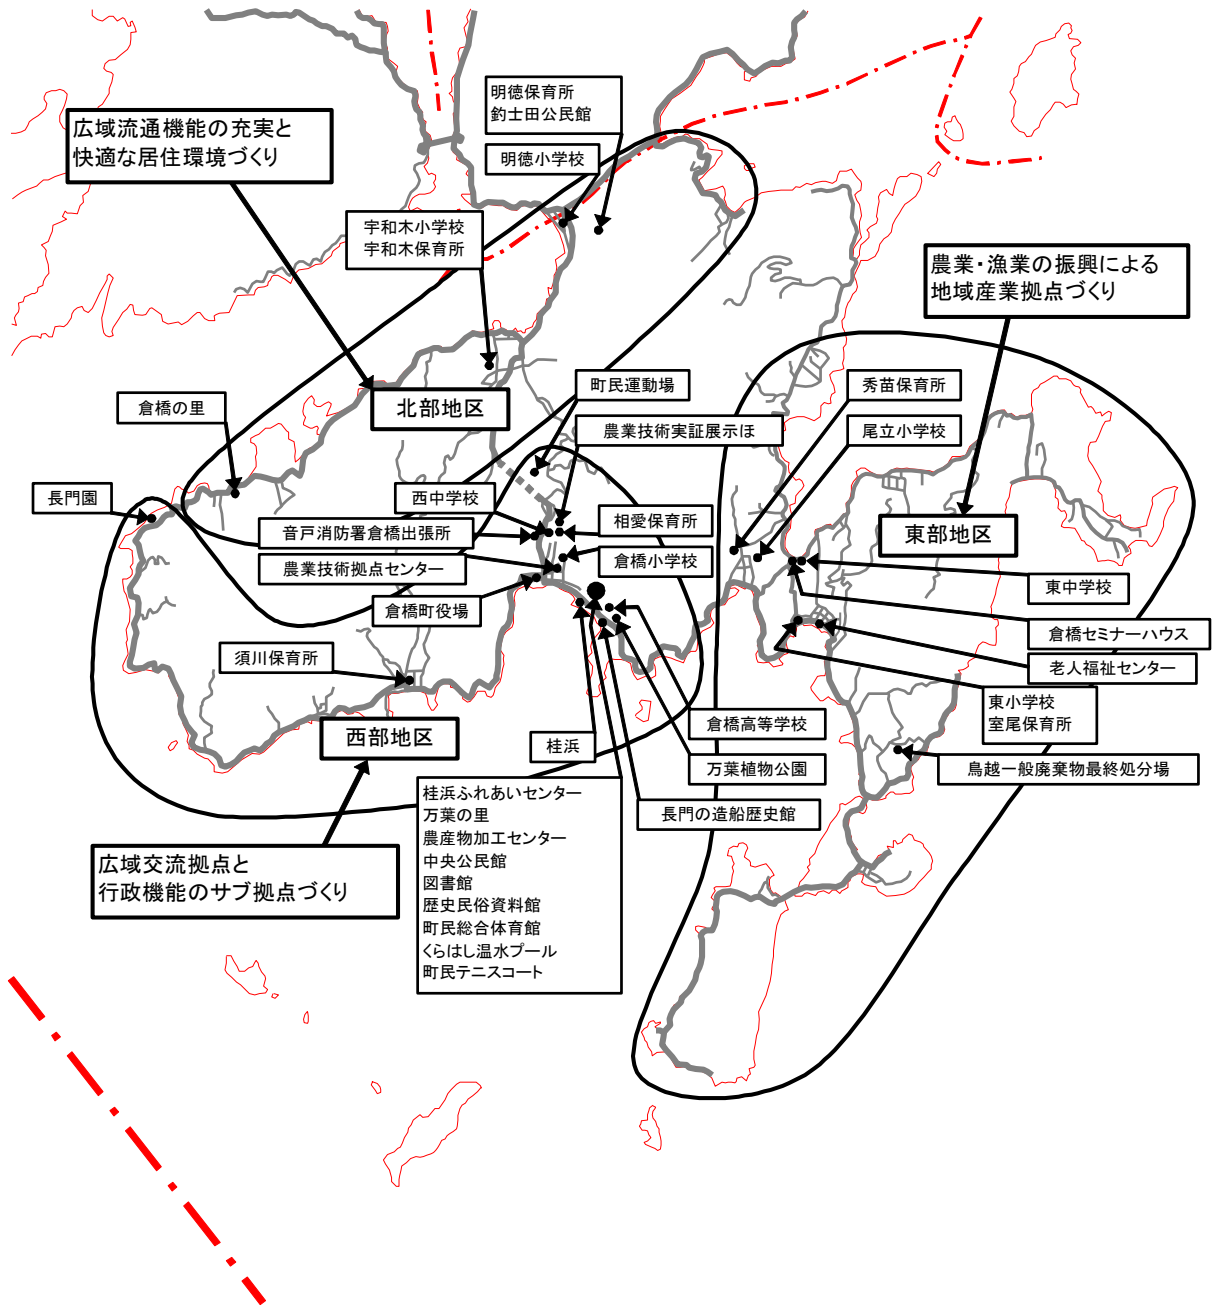 明徳保育所
釣士田公民館
広域流通機能の充実と
快適な居住環境づくり
明徳小学校
宇和木小学校
宇和木保育所
農業・漁業の振興による
地域産業拠点づくり
町民運動場
秀苗保育所
倉橋の里
北部地区
農業技術実証展示ほ
尾立小学校
長門園
西中学校
相愛保育所
音戸消防署倉橋出張所
東部地区
倉橋小学校
農業技術拠点センター
東中学校
倉橋町役場
倉橋セミナーハウス
須川保育所
老人福祉センター
東小学校
室尾保育所
西部地区
倉橋高等学校
桂浜
万葉植物公園
鳥越一般廃棄物最終処分場
長門の造船歴史館
桂浜ふれあいセンター
万葉の里
農産物加工センター
中央公民館
図書館
歴史民俗資料館
町民総合体育館
くらはし温水プール
町民テニスコート
広域交流拠点と
行政機能のサブ拠点づくり